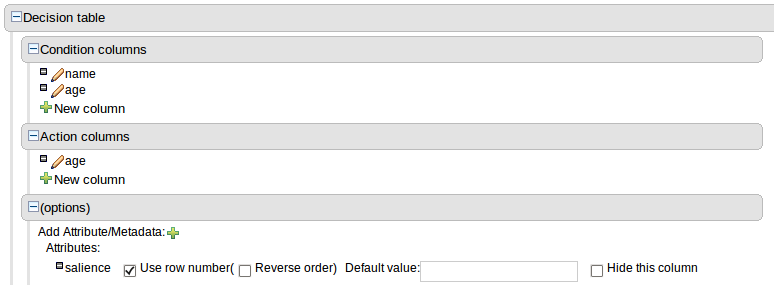 Decision table
Condition columns
name
age
New column
Action columns
age
New column
(options)
Add Attribute/Metadata:
Attributes:
salience Use row number( Reverse order) Default value: Hide this column